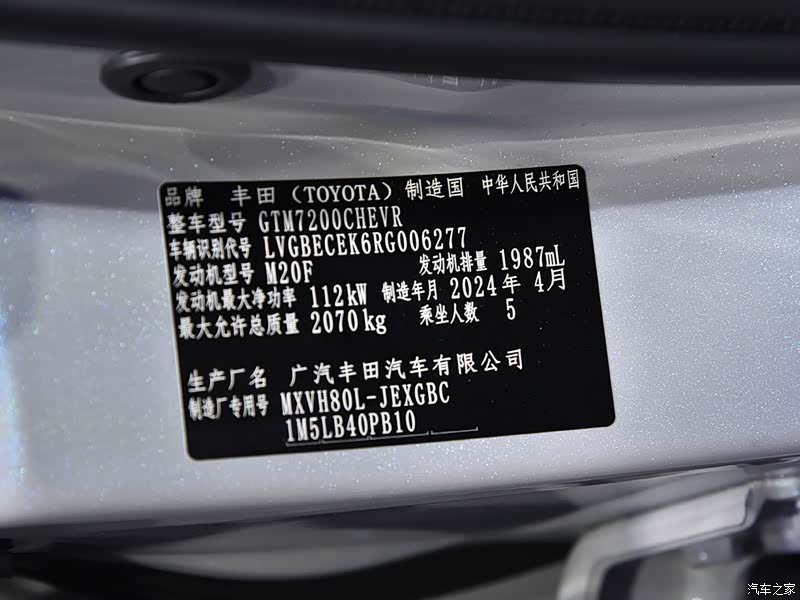 品牌 丰田（TOYOTA）制造国 中华人民共和国
整车型号 GTM7200CHEVR
车辆识别代号 LVGBECEK6RG006277
发动机型号 M20F 发动机排量 1987mL
发动机最大净功率 112kW 制造年月 2024年 4月
最大允许总质量 2070kg 乘坐人数 5
生产厂名 广汽丰田汽车有限公司
制造厂专用号 MXVH80L-JEXGBC
1M5LB40PB10
汽车之家